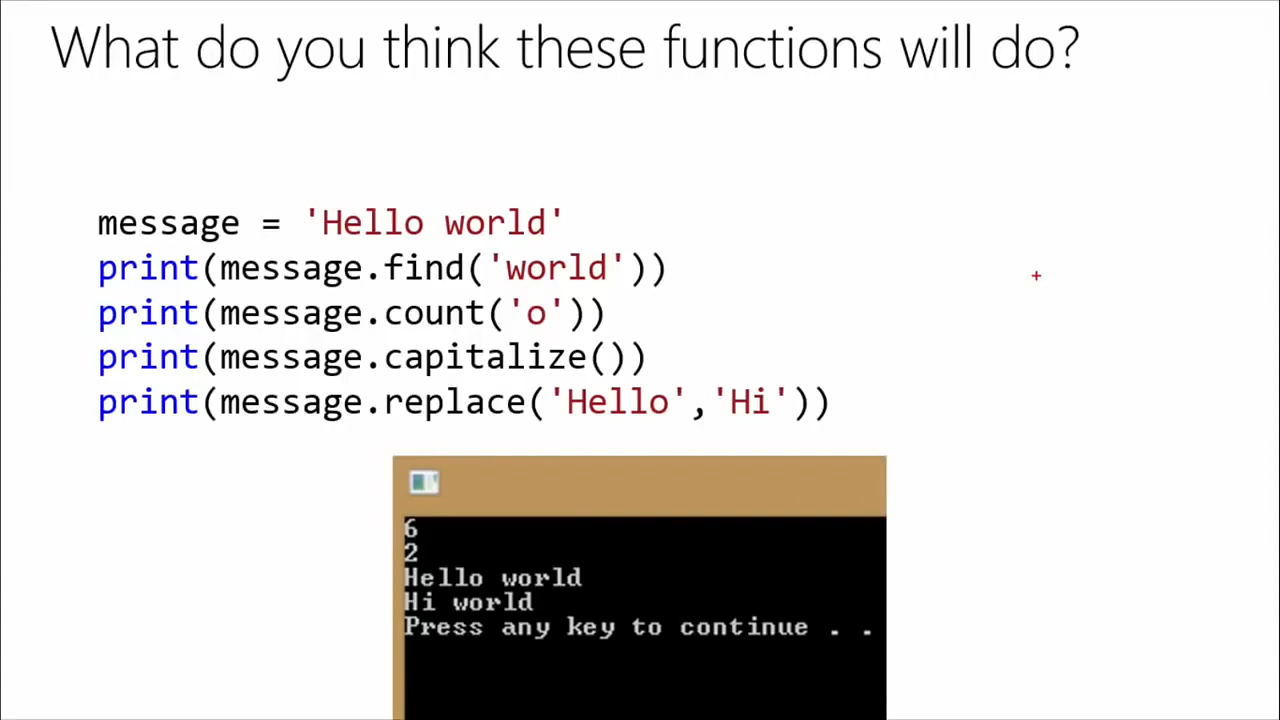 What do you think these functions will do?
message = 'Hello world'
print(message.find('world'))
print(message.count('o'))
print(message.capitalize())
print(message.replace('Hello','Hi'))
6
2
Hello world
Hi world
Press any key to continue . .